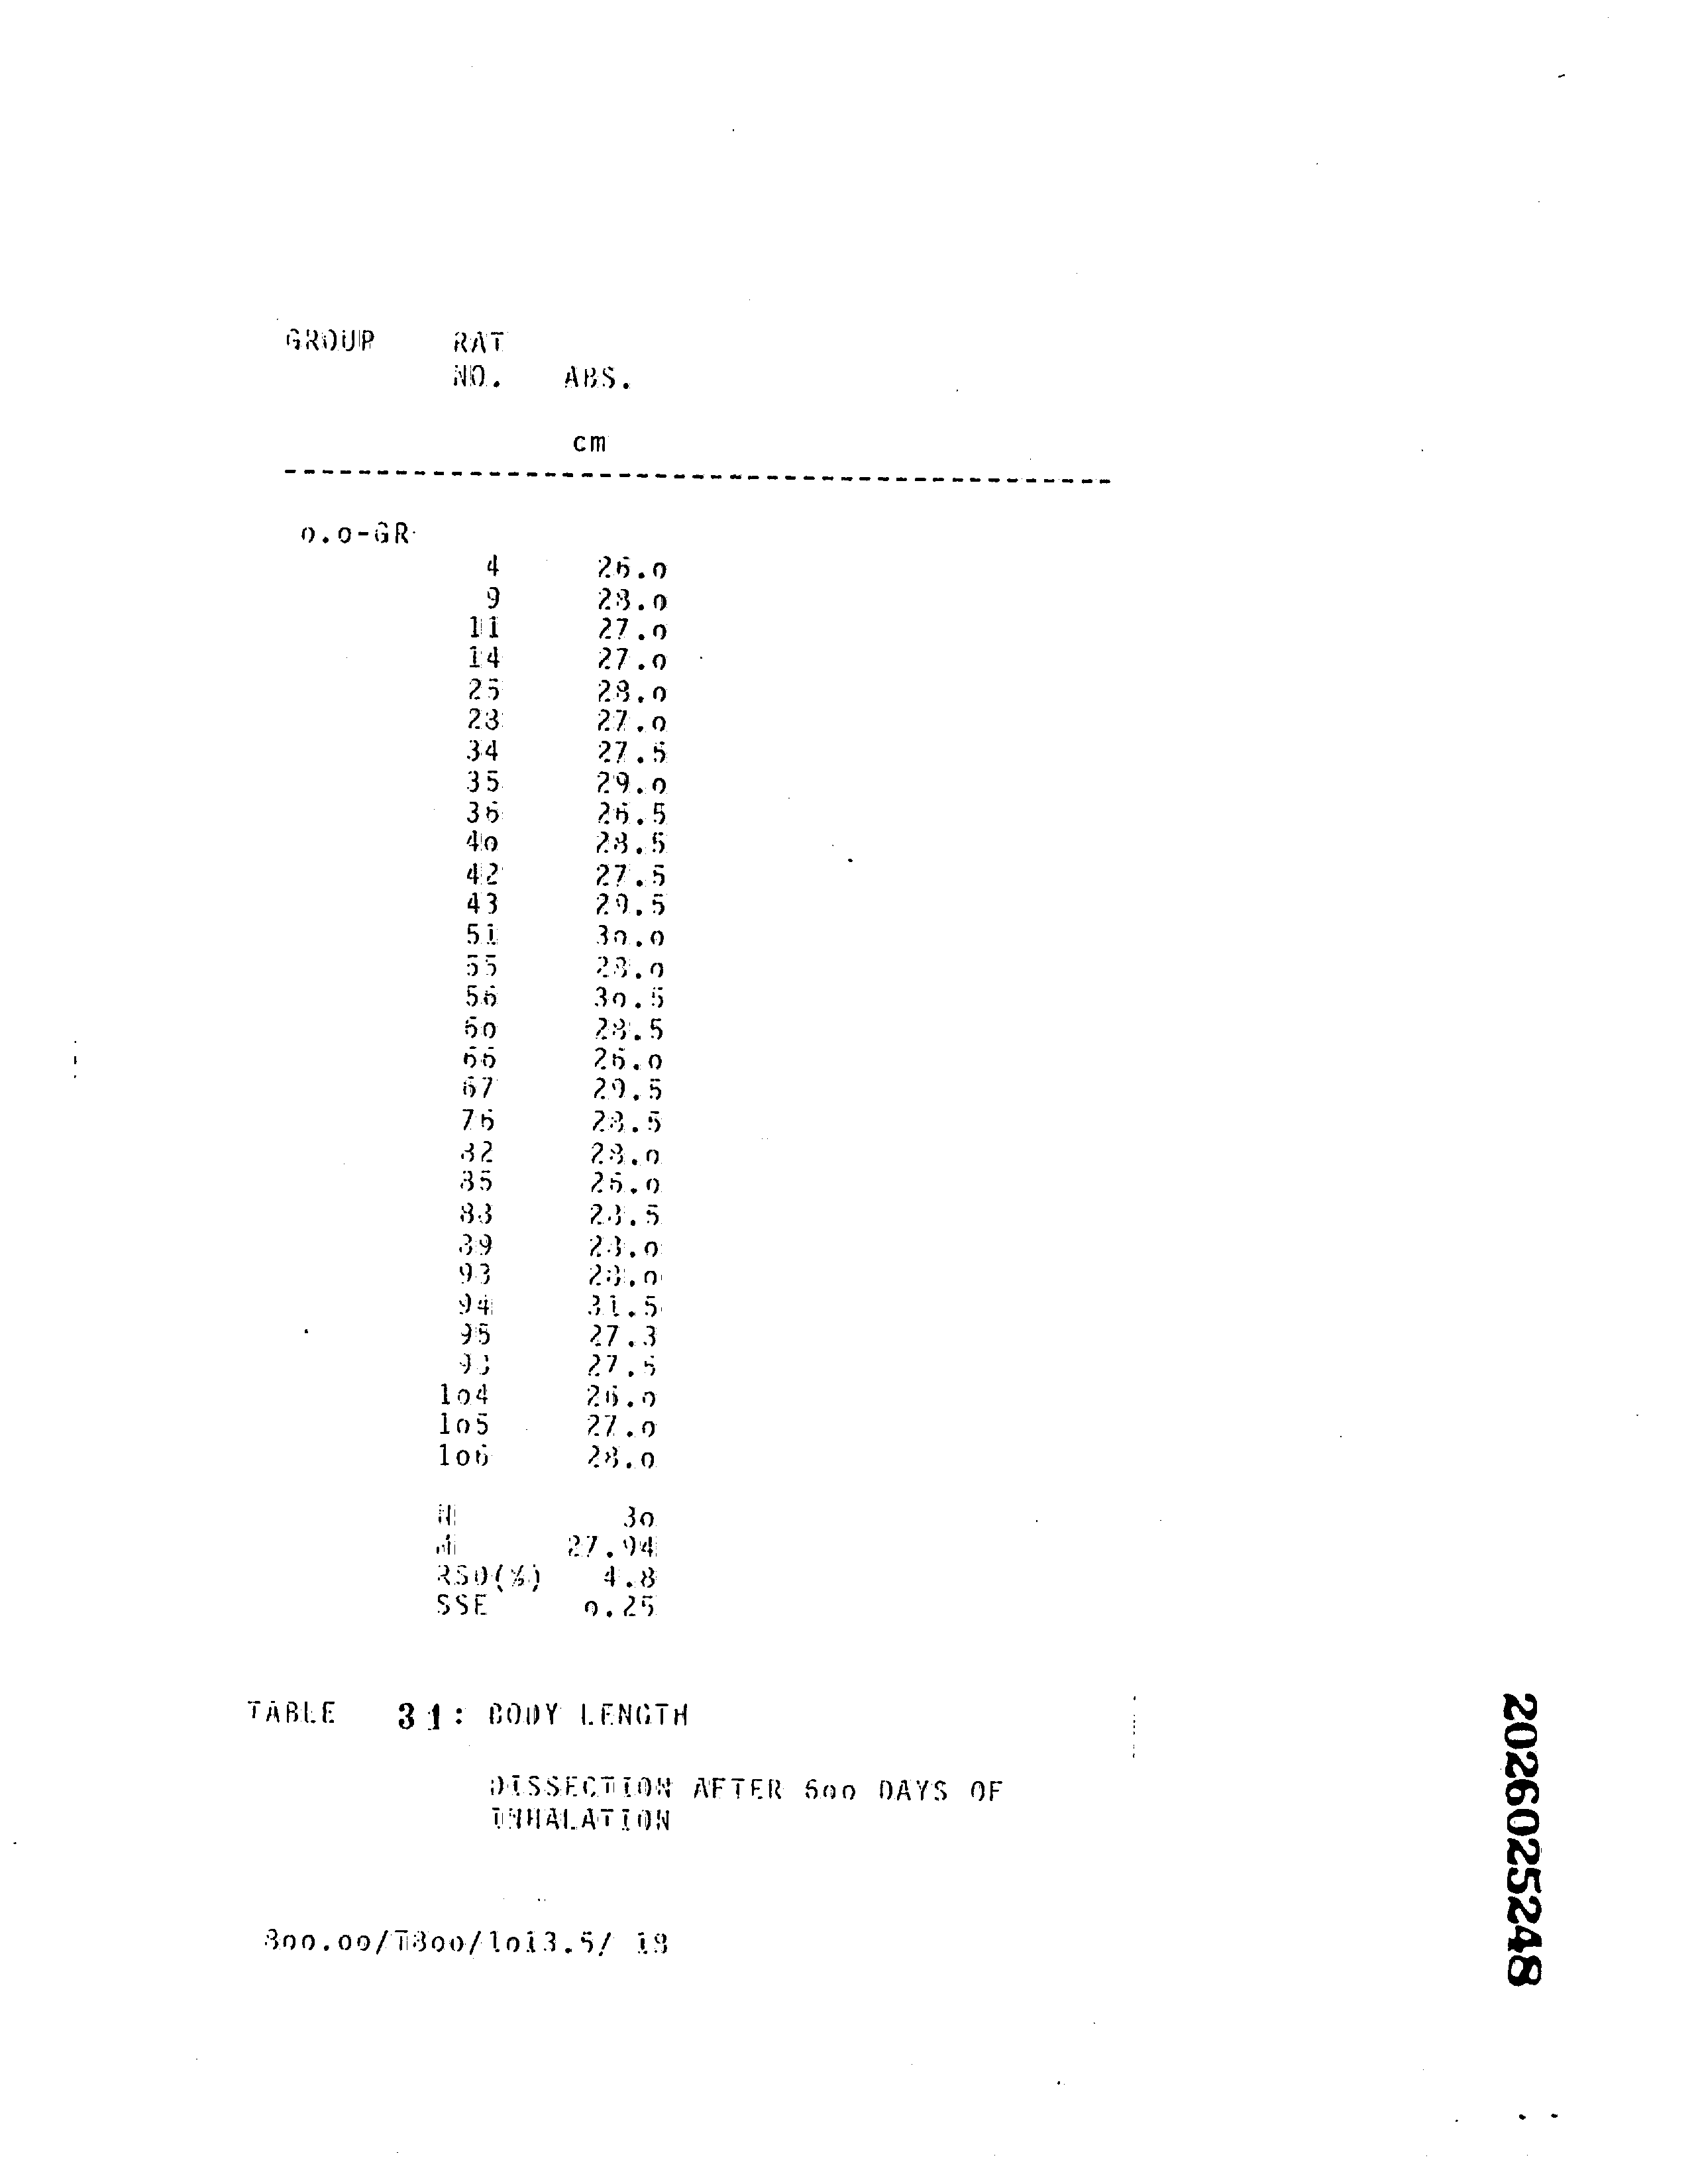 GROUP RAT
NO. ABS.
cm
o.o-GR
4 26.o
9 28.o
11 27.o
14 27.o
25 28.o
28 27.o
34 27.5
35 29.o
36 26.5
4o 28.5
42 27.5
43 29.5
51 3o.o
55 28.o
56 3o.5
6o 28.5
66 26.o
67 29.5
76 28.5
82 28.o
85 26.o
88 28.5
89 28.o
93 28.o
94 31.5
95 27.3
27.5
1o4 26.o
1o5 27.o
1o6 28.o
N 3o
M 27.94
RSD(%) 4.8
SSE o.25
TABLE 31: BODY LENGTH
DISSECTION AFTER 6oo DAYS OF
INHALATION
8oo.oo/T8oo/1o13.5/ 18
2026025248